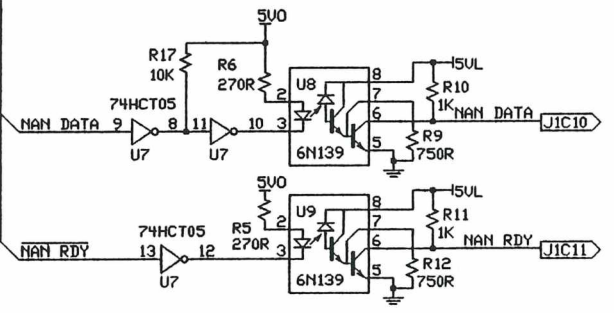 5VO
R17
10K
R6
270R
74HCT05
NAN DATA 9 8 11 10
U7 U7
2
3
U8
6N139
8
7
6
5
5VL
R10
1K
NAN DATA
J1C10
R9
750R
5VO
R5
270R
74HCT05
NAN RDY 13 12
U7
2
3
U9
6N139
8
7
6
5
5VL
R11
1K
NAN RDY
J1C11
R12
750R